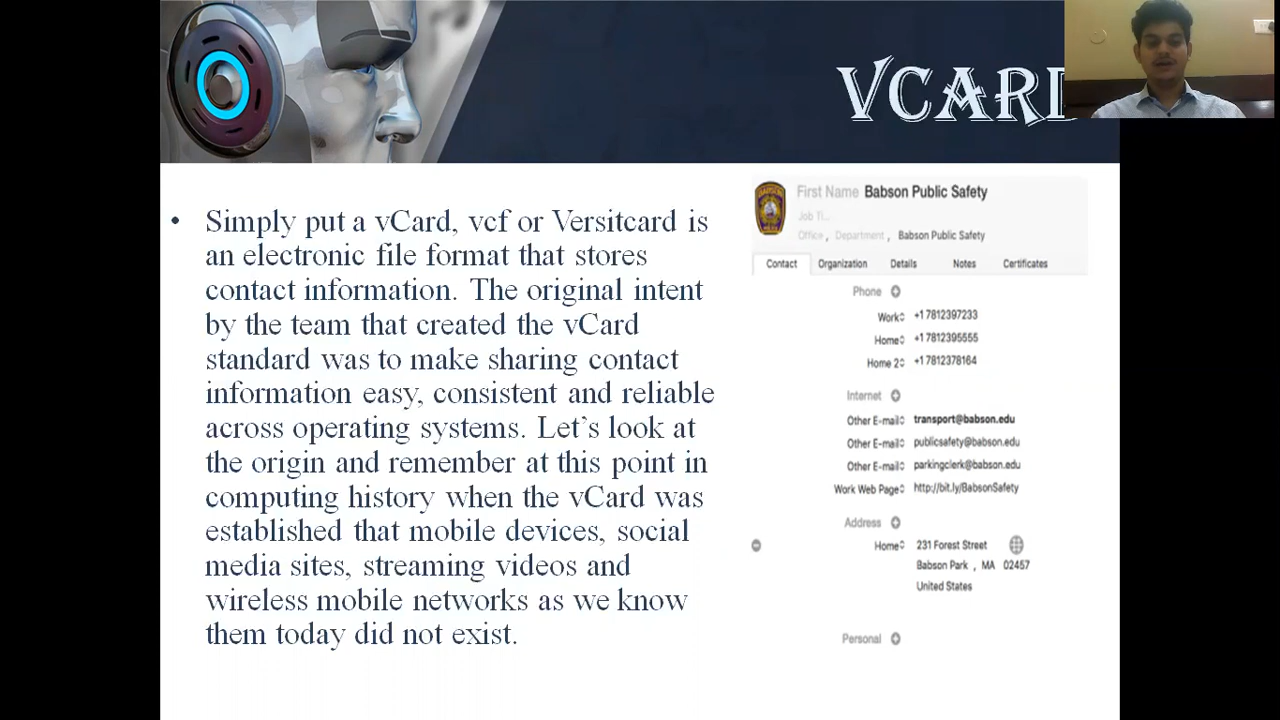 VCARD
• Simply put a vCard, vcf or Versitcard is
an electronic file format that stores
contact information. The original intent
by the team that created the vCard
standard was to make sharing contact
information easy, consistent and reliable
across operating systems. Let's look at
the origin and remember at this point in
computing history when the vCard was
established that mobile devices, social
media sites, streaming videos and
wireless mobile networks as we know
them today did not exist.
First Name Babson Public Safety
Job Ti...
Office , Department , Babson Public Safety
Contact Organization Details Notes Certificates
Phone
Work +1 7812397233
Home +1 7812395555
Home 2 +1 7812378164
Internet
Other E-mail transport@babson.edu
Other E-mail publicsafety@babson.edu
Other E-mail parkingclerk@babson.edu
Work Web Page http://bit.ly/BabsonSafety
Address
Home 231 Forest Street
Babson Park , MA 02457
United States
Personal